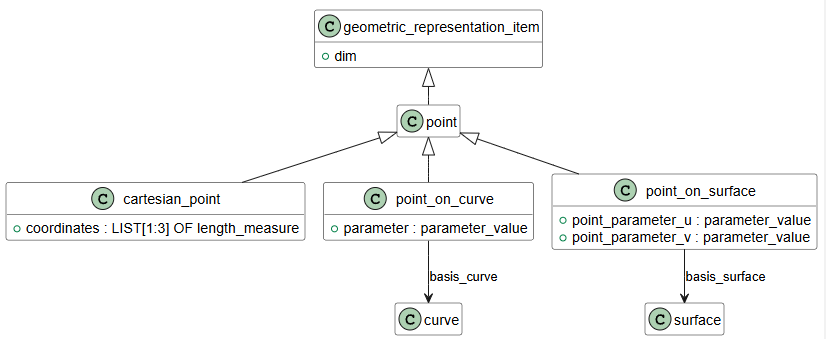 C geometric_representation_item
dim
C point
C cartesian_point
coordinates : LIST[1:3] OF length_measure
C point_on_curve
parameter : parameter_value
C point_on_surface
point_parameter_u : parameter_value
point_parameter_v : parameter_value
basis_curve
basis_surface
C curve
C surface